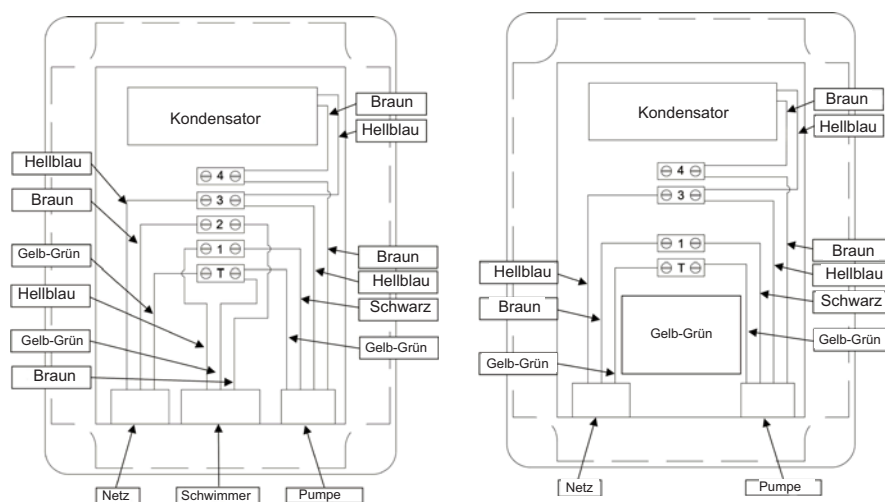 Kondensator
Braun
Hellblau
4
3
2
1
T
Hellblau
Braun
Gelb-Grün
Hellblau
Gelb-Grün
Braun
Braun
Hellblau
Schwarz
Gelb-Grün
Netz
Schwimmer
Pumpe
Kondensator
Braun
Hellblau
4
3
1
T
Hellblau
Braun
Gelb-Grün
Gelb-Grün
Braun
Hellblau
Schwarz
Gelb-Grün
Netz
Pumpe